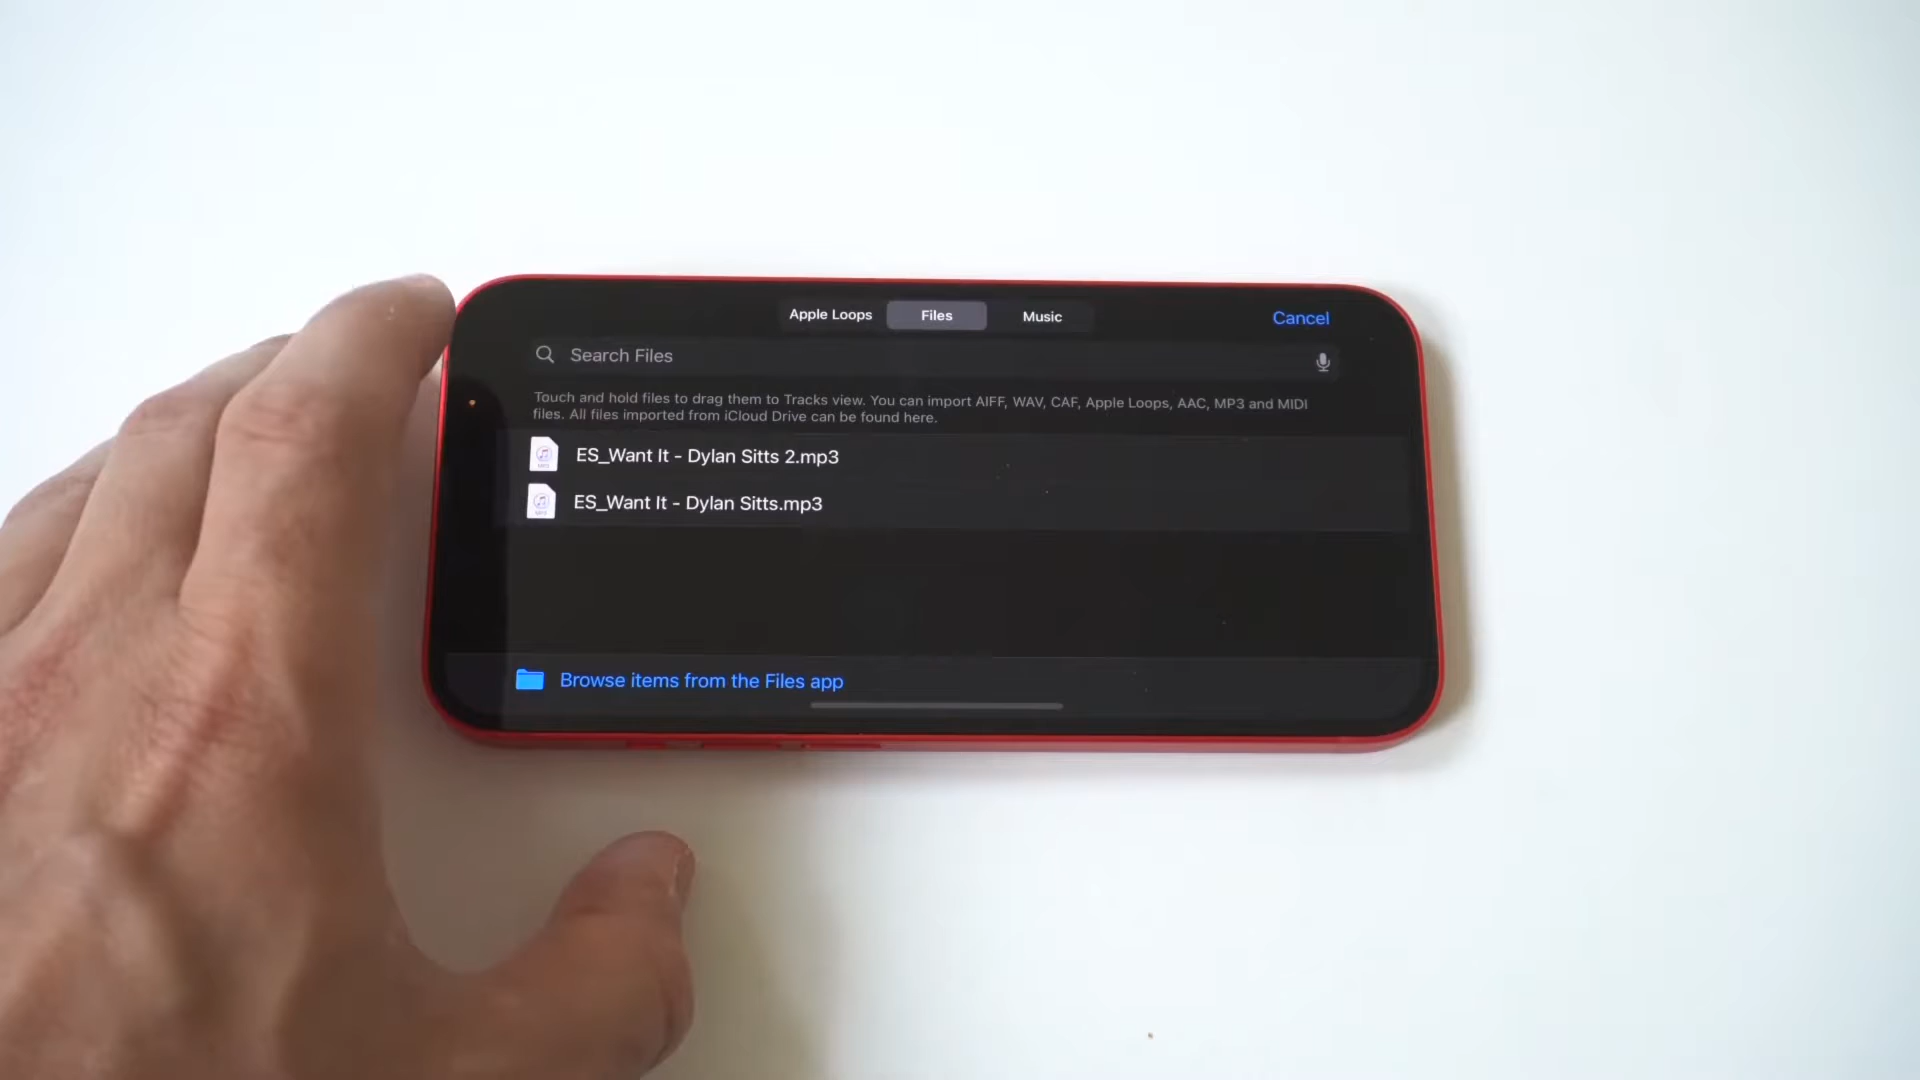 Apple Loops
Files
Music
Cancel
Search Files
Touch and hold files to drag them to Tracks view. You can import AIFF, WAV, CAF, Apple Loops, AAC, MP3 and MIDI
files. All files imported from iCloud Drive can be found here.
ES_Want It - Dylan Sitts 2.mp3
ES_Want It - Dylan Sitts.mp3
Browse items from the Files app